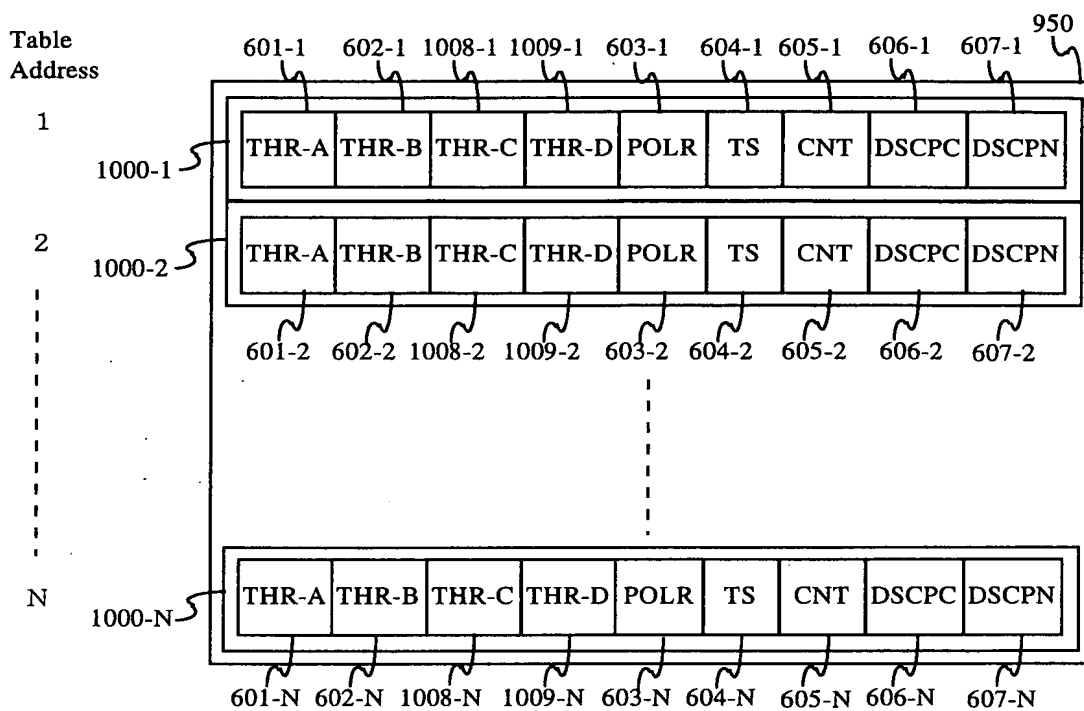 Table Address
601-1 602-1 1008-1 1009-1 603-1 604-1 605-1 606-1 607-1 950
1
1000-1
THR-A THR-B THR-C THR-D POLR TS CNT DSCPC DSCPN
2
1000-2
THR-A THR-B THR-C THR-D POLR TS CNT DSCPC DSCPN
601-2 602-2 1008-2 1009-2 603-2 604-2 605-2 606-2 607-2
N
1000-N
THR-A THR-B THR-C THR-D POLR TS CNT DSCPC DSCPN
601-N 602-N 1008-N 1009-N 603-N 604-N 605-N 606-N 607-N